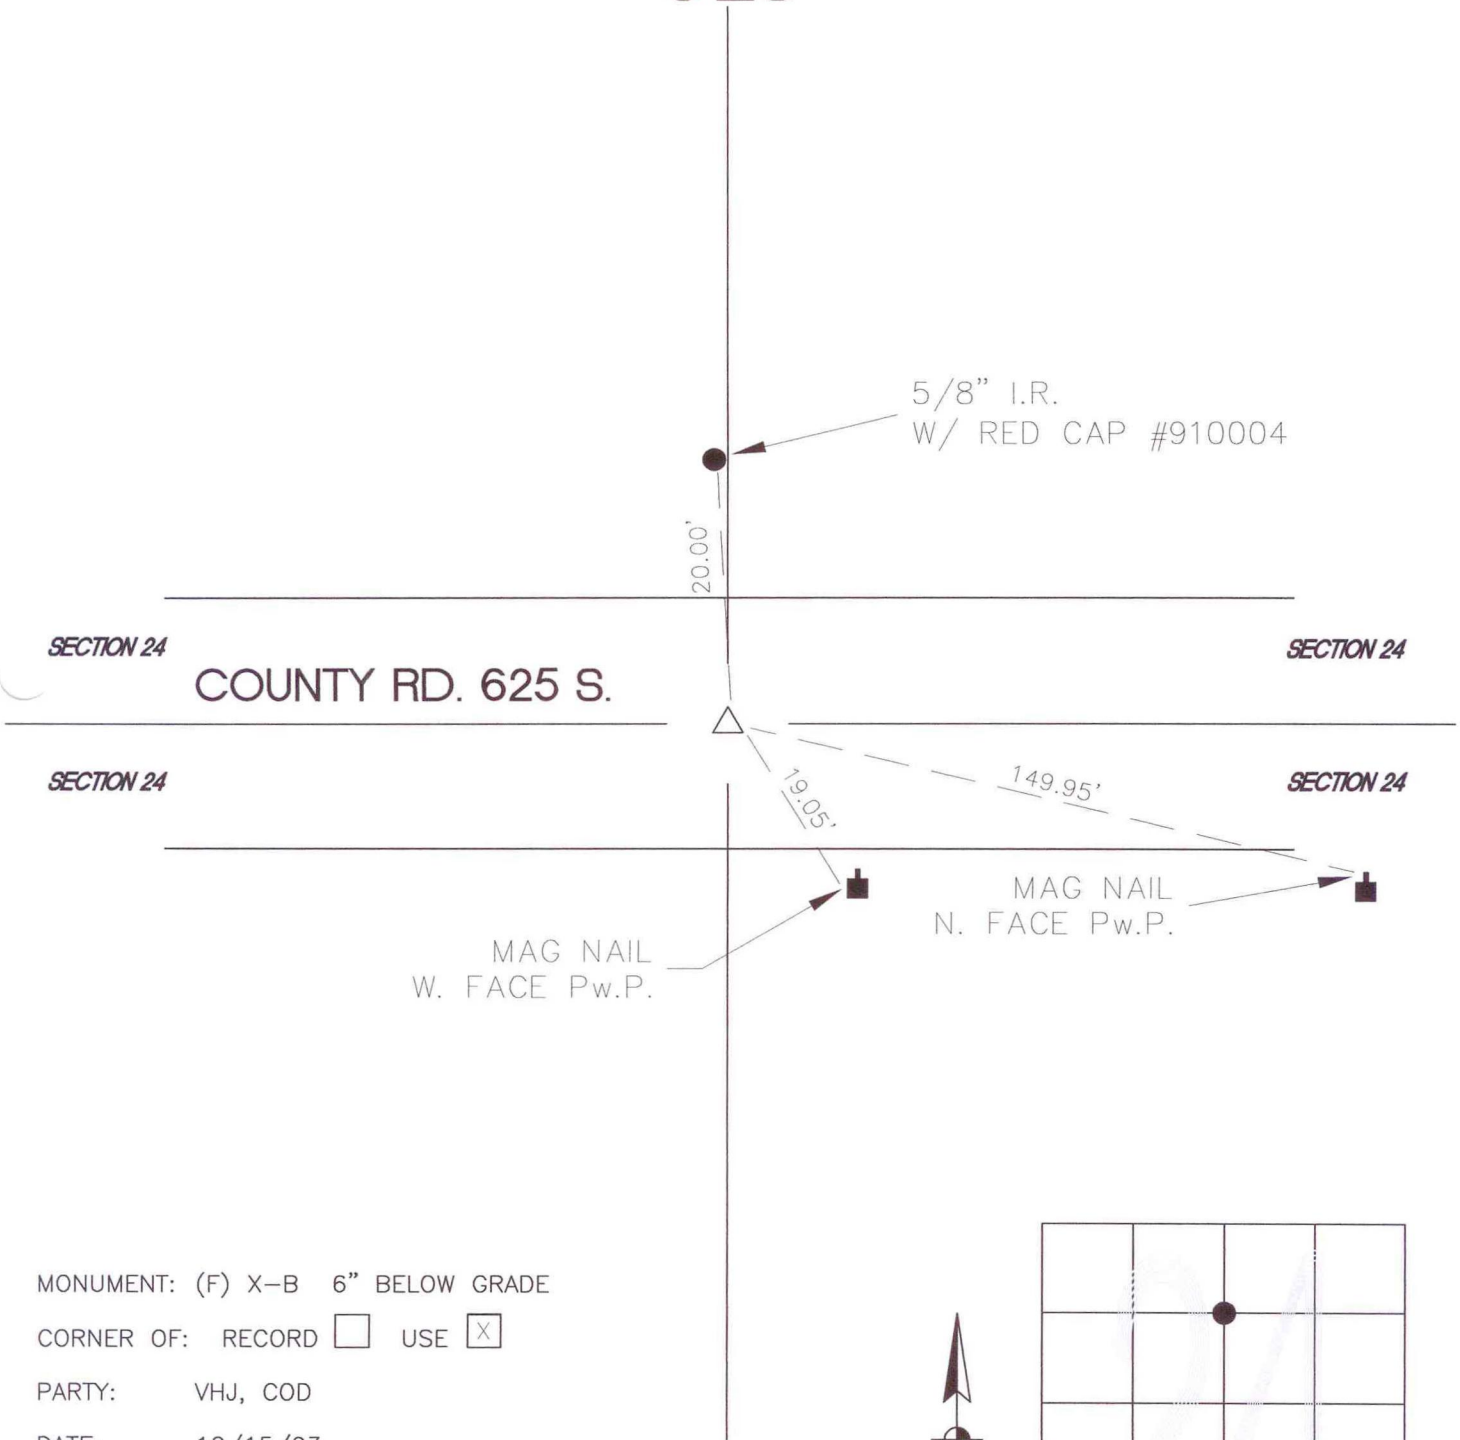 5/8" I.R.
W/ RED CAP #910004
20.00'
SECTION 24
SECTION 24
COUNTY RD. 625 S.
SECTION 24
SECTION 24
19.05'
149.95'
MAG NAIL
N. FACE Pw.P.
MAG NAIL
W. FACE Pw.P.
MONUMENT: (F) X-B 6" BELOW GRADE
CORNER OF: RECORD USE X
PARTY: VHJ, COD